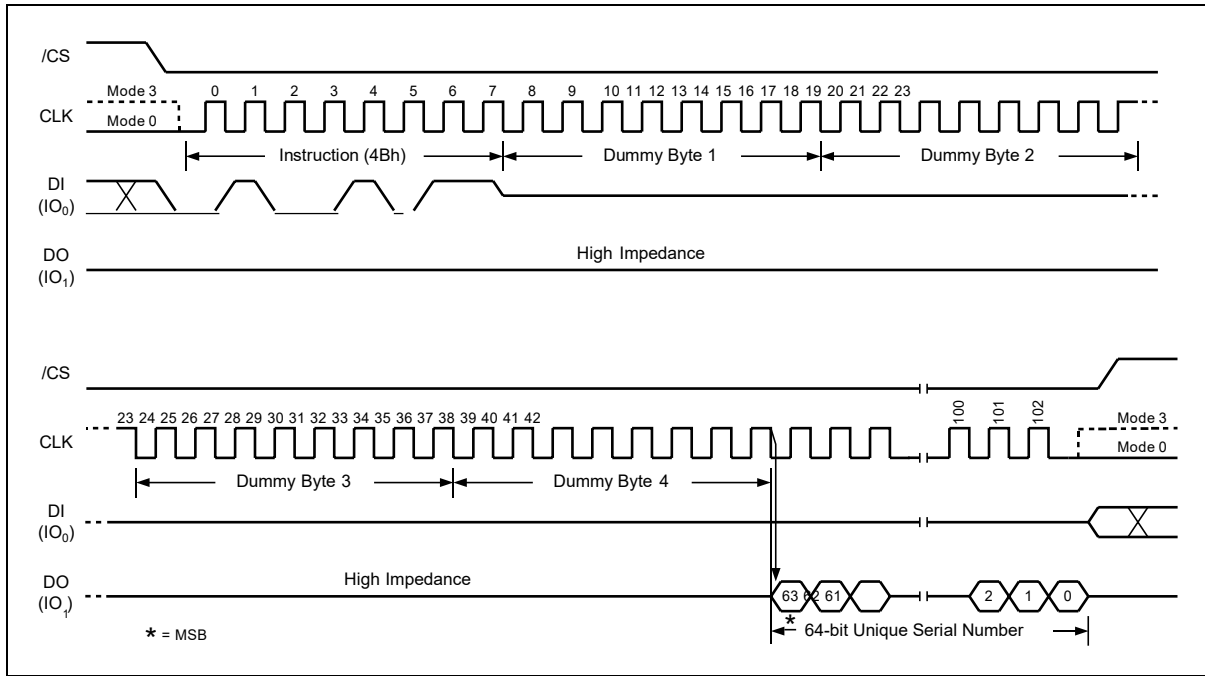 /CS
Mode 3 0 1 2 3 4 5 6 7 8 9 10 11 12 13 14 15 16 17 18 19 20 21 22 23
CLK Mode 0
Instruction (4Bh) Dummy Byte 1 Dummy Byte 2
DI
(IO0)
DO High Impedance
(IO1)
/CS
23 24 25 26 27 28 29 30 31 32 33 34 35 36 37 38 39 40 41 42 100 101 102 Mode 3
CLK Mode 0
Dummy Byte 3 Dummy Byte 4
DI
(IO0)
DO High Impedance
(IO1) 63 62 61 2 1 0
* = MSB * 64-bit Unique Serial Number